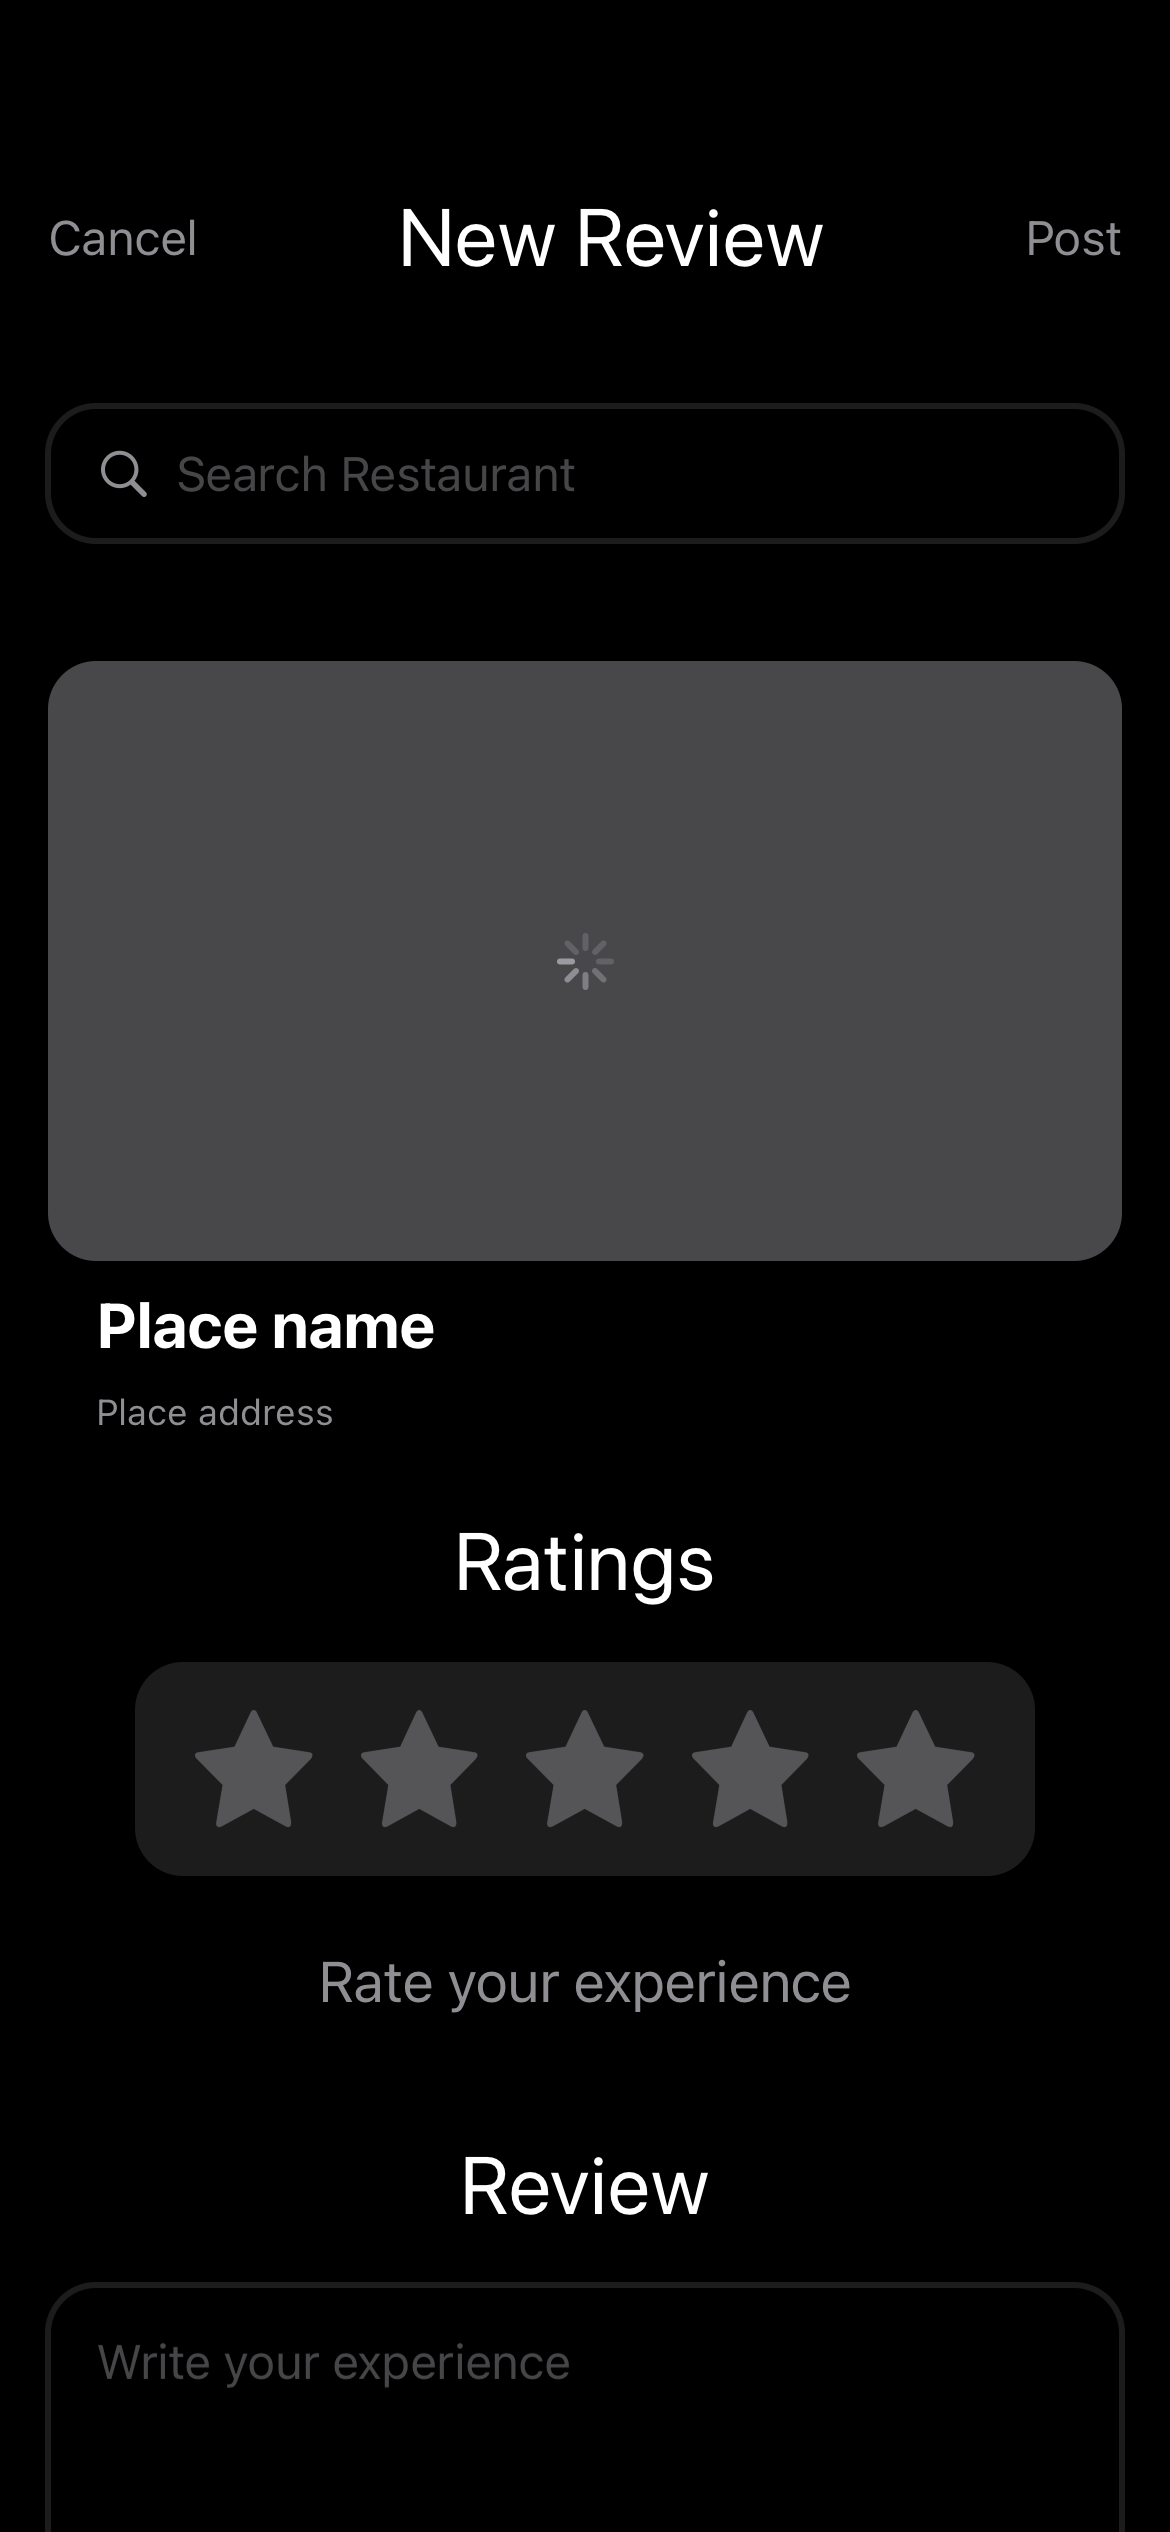 Cancel New Review Post
Search Restaurant
Place name
Place address
Ratings
Rate your experience
Review
Write your experience